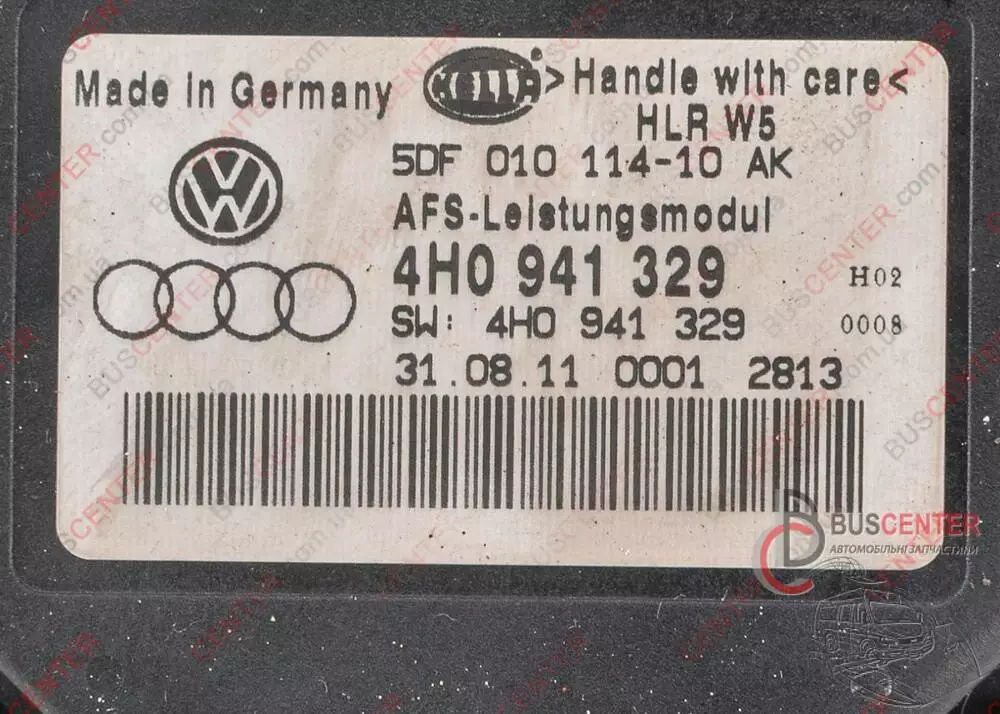 Made in Germany
HELLA
>Handle with care<
HLR W5
5DF 010 114-10 AK
AFS-Leistungsmodul
4H0 941 329 H02
SW: 4H0 941 329 0008
31.08.11 0001 2813
BUSCENTER
АВТОМОБІЛЬНІ ЗАПЧАСТИНИ